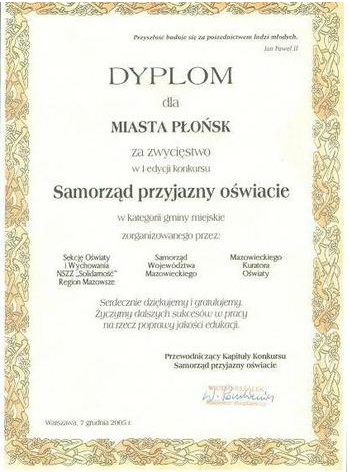 Przyszłość buduje się za pośrednictwem ludzi młodych.
Jan Paweł II
DYPLOM
dla
MIASTA PŁOŃSK
za zwycięstwo
w I edycji konkursu
Samorząd przyjazny oświacie
w kategorii gminy miejskie
zorganizowanego przez:
Sekcję Oświaty
i Wychowania
NSZZ „Solidarność"
Region Mazowsze
Samorząd
Województwa
Mazowieckiego
Mazowieckiego
Kuratora
Oświaty
Serdecznie dziękujemy i gratulujemy.
Życzymy dalszych sukcesów w pracy
na rzecz poprawy jakości edukacji.
Przewodniczący Kapituły Konkursu
Samorząd przyjazny oświacie
Warszawa, 7 grudnia 2005 r.